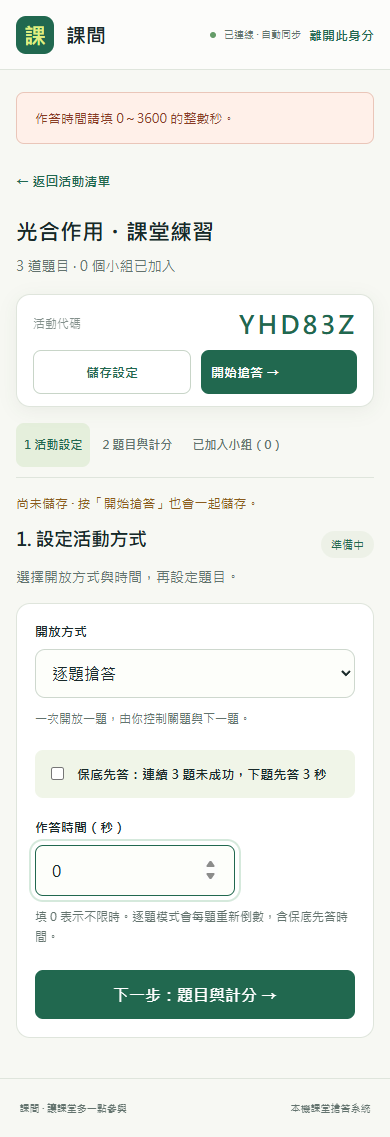 課 課間 已連線·自動同步 離開此身分
作答時間請填 0～3600 的整數秒。
← 返回活動清單
光合作用·課堂練習
3 道題目·0 個小組已加入
活動代碼 YHD83Z
儲存設定 開始搶答 →
1 活動設定 2 題目與計分 已加入小組（0）
尚未儲存·按「開始搶答」也會一起儲存。
1. 設定活動方式 準備中
選擇開放方式與時間，再設定題目。
開放方式
逐題搶答
一次開放一題，由你控制關題與下一題。
保底先答：連續 3 題未成功，下題先答 3 秒
作答時間（秒）
0
填 0 表示不限時。逐題模式會每題重新倒數，含保底先答時
間。
下一步：題目與計分 →
課間·讓課堂多一點參與 本機課堂搶答系統